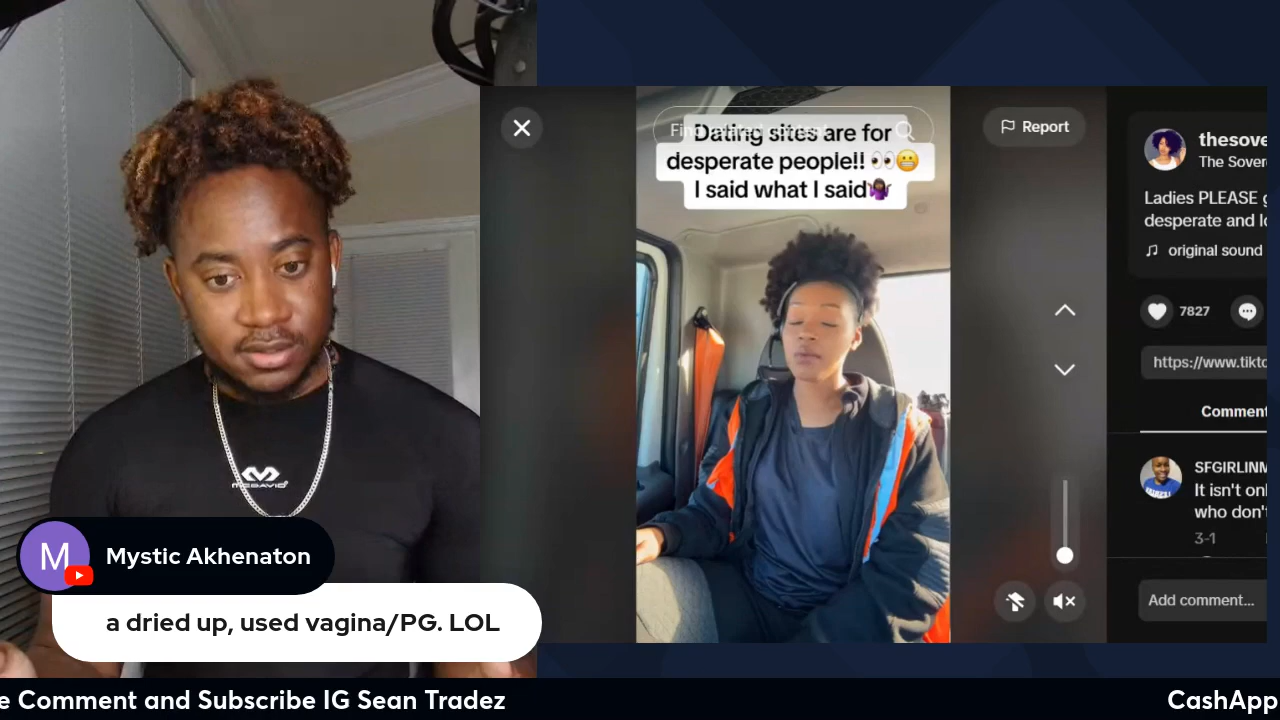 Dating sites are for
desperate people!! 👀😬
I said what I said🤷🏾‍♀️
Report
thesove
The Sover
Ladies PLEASE g
desperate and lo
original sound
7827
https://www.tikto
Comment
SFGIRLINM
It isn't onl
who don't
3-1
Add comment...
MCDAVID
M
Mystic Akhenaton
a dried up, used vagina/PG. LOL
e Comment and Subscribe IG Sean Tradez
CashApp